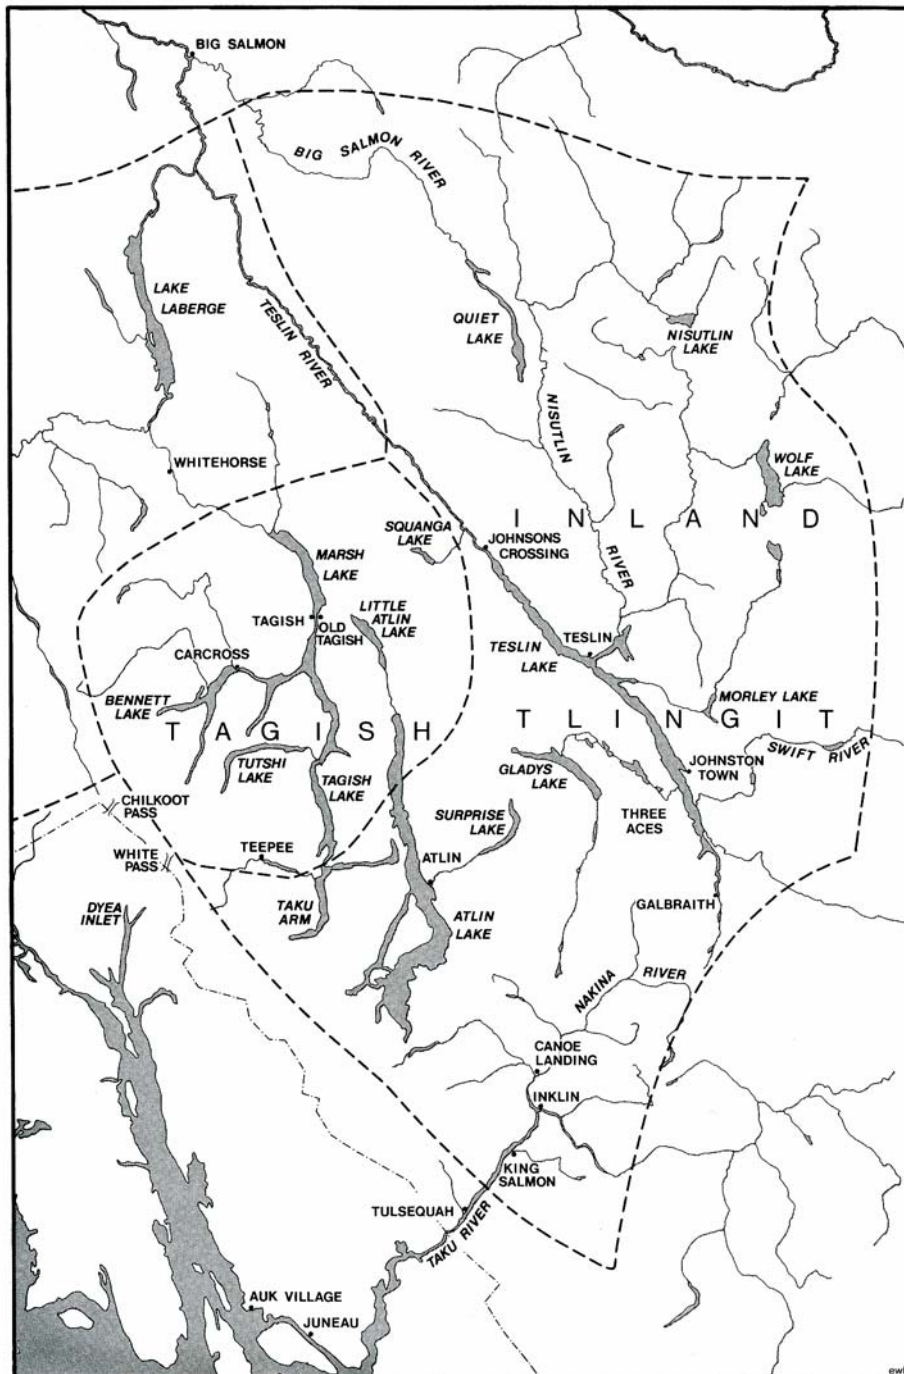 BIG SALMON
BIG SALMON RIVER
LAKE
LABERGE
TESLIN RIVER
QUIET
LAKE
NISUTLIN
LAKE
NISUTLIN
RIVER
WHITEHORSE
WOLF
LAKE
INLAND
SQUANGA
LAKE
JOHNSONS
CROSSING
MARSH
LAKE
LITTLE
ATLIN
LAKE
TAGISH
OLD
TAGISH
CARCROSS
TESLIN
TESLIN
LAKE
BENNETT
LAKE
MORLEY LAKE
TAGISH
TLINGIT
SWIFT RIVER
TUTSHI
LAKE
TAGISH
LAKE
GLADYS
LAKE
JOHNSTON
TOWN
CHILKOOT
PASS
SURPRISE
LAKE
THREE
ACES
WHITE
PASS
TEEPEE
ATLIN
DYEA
INLET
TAKU
ARM
ATLIN
LAKE
GALBRAITH
NAKINA RIVER
CANOE
LANDING
INKLIN
KING
SALMON
TULSEQUAH
TAKU RIVER
AUK VILLAGE
JUNEAU